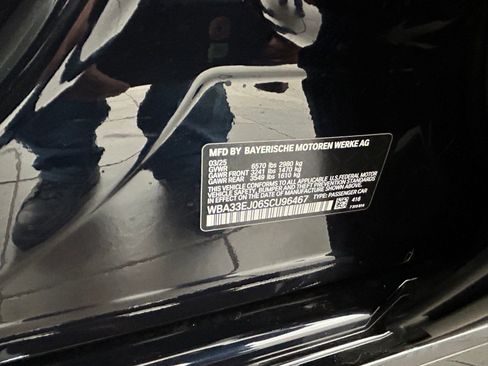 MFD BY BAYERISCHE MOTOREN WERKE AG
03/25
GVWR 6570 lbs 2980 kg
GAWR FRONT 3241 lbs 1470 kg
GAWR REAR 3549 lbs 1610 kg
THIS VEHICLE CONFORMS TO ALL APPLICABLE U.S. FEDERAL MOTOR
VEHICLE SAFETY, BUMPER AND THEFT PREVENTION STANDARDS
IN EFFECT ON THE DATE OF MANUFACTURE SHOWN ABOVE.
WBA33EJ06SCU96467 TYPE: PASSENGER CAR
416